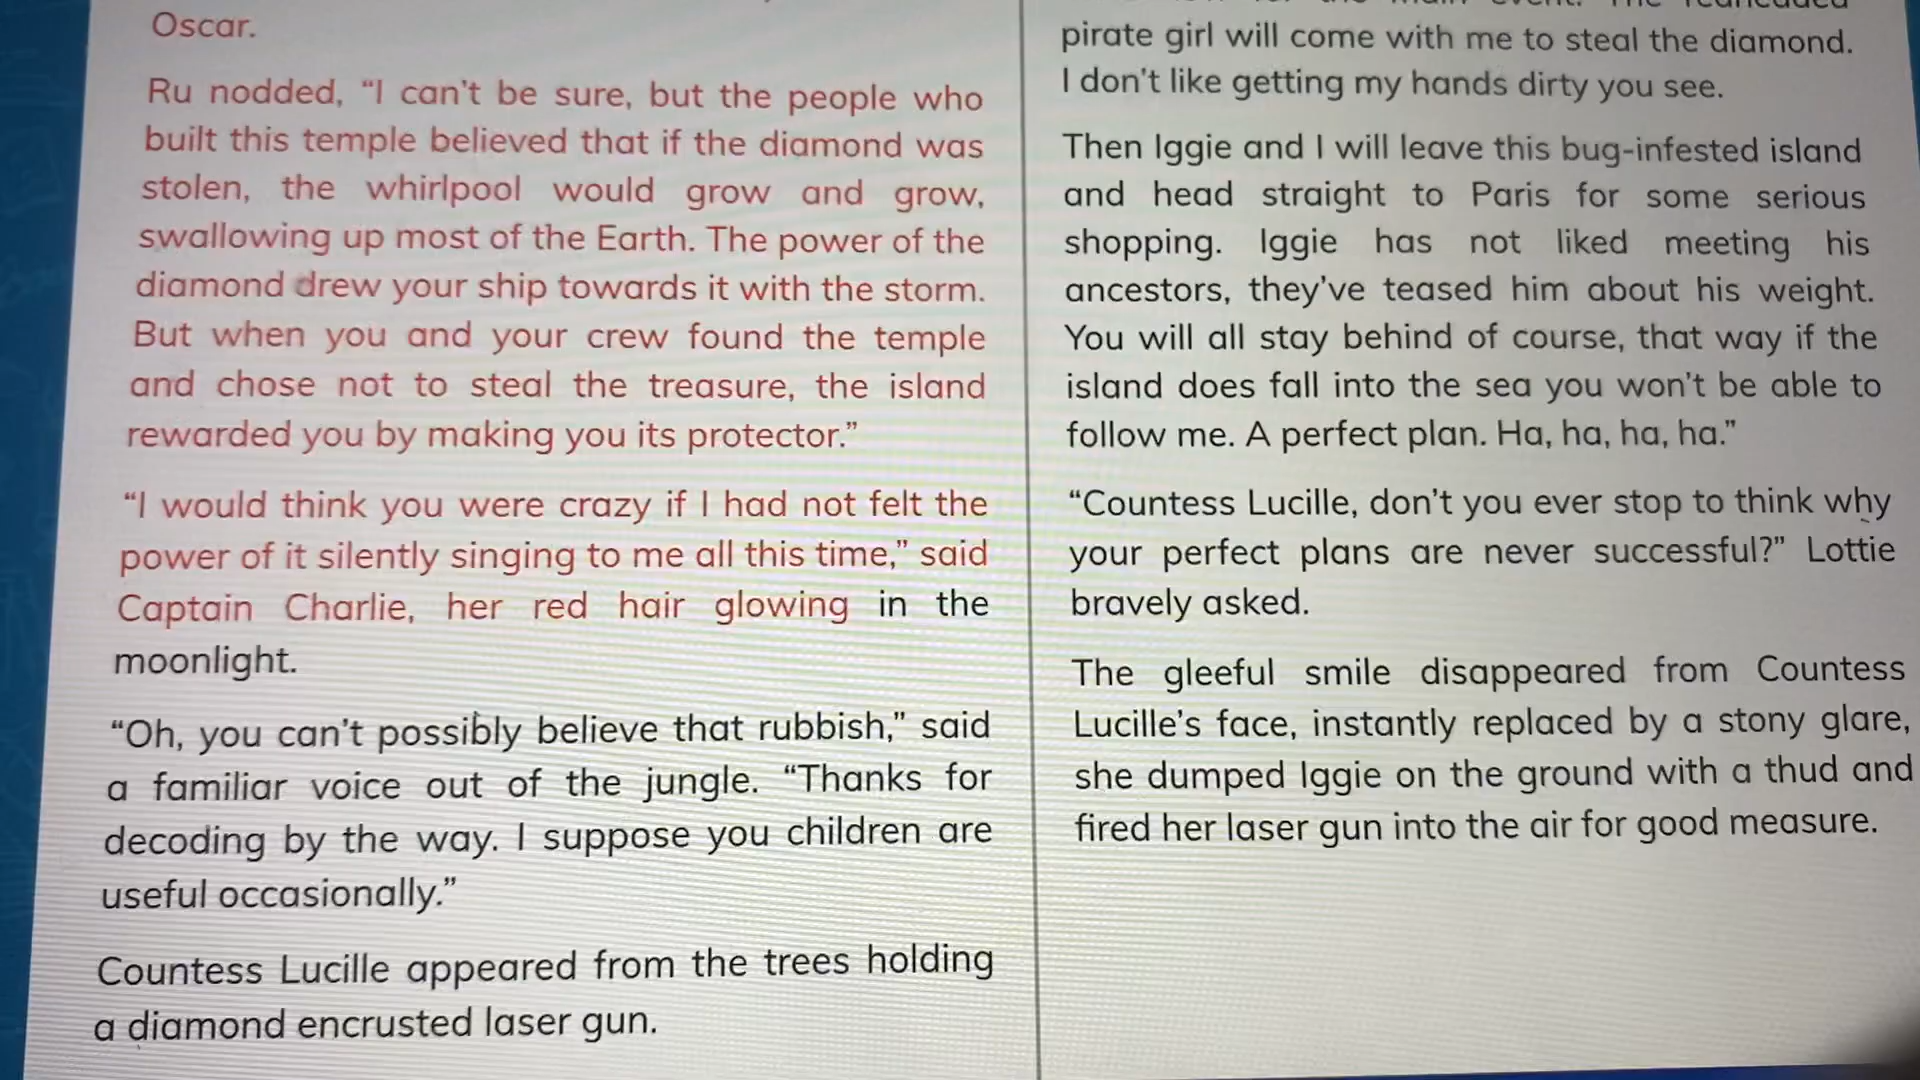 Oscar.
Ru nodded, “I can't be sure, but the people who
built this temple believed that if the diamond was
stolen, the whirlpool would grow and grow,
swallowing up most of the Earth. The power of the
diamond drew your ship towards it with the storm.
But when you and your crew found the temple
and chose not to steal the treasure, the island
rewarded you by making you its protector.”
“I would think you were crazy if I had not felt the
power of it silently singing to me all this time,” said
Captain Charlie, her red hair glowing in the
moonlight.
“Oh, you can't possibly believe that rubbish,” said
a familiar voice out of the jungle. “Thanks for
decoding by the way. I suppose you children are
useful occasionally.”
Countess Lucille appeared from the trees holding
a diamond encrusted laser gun.
pirate girl will come with me to steal the diamond.
I don't like getting my hands dirty you see.
Then Iggie and I will leave this bug-infested island
and head straight to Paris for some serious
shopping. Iggie has not liked meeting his
ancestors, they've teased him about his weight.
You will all stay behind of course, that way if the
island does fall into the sea you won't be able to
follow me. A perfect plan. Ha, ha, ha, ha.”
“Countess Lucille, don't you ever stop to think why
your perfect plans are never successful?” Lottie
bravely asked.
The gleeful smile disappeared from Countess
Lucille's face, instantly replaced by a stony glare,
she dumped Iggie on the ground with a thud and
fired her laser gun into the air for good measure.